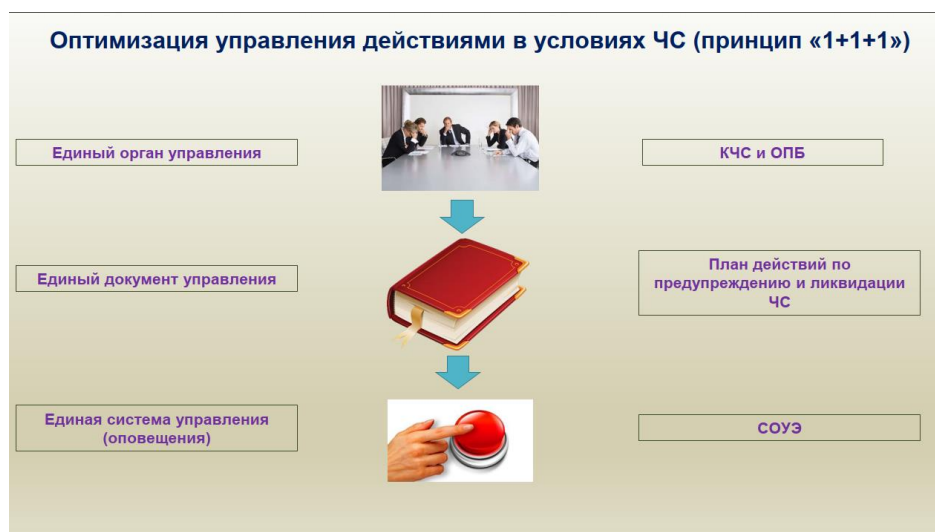 Оптимизация управления действиями в условиях ЧС (принцип «1+1+1»)
Единый орган управления
КЧС и ОПБ
Единый документ управления
План действий по
предупреждению и ликвидации
ЧС
Единая система управления
(оповещения)
СОУЭ